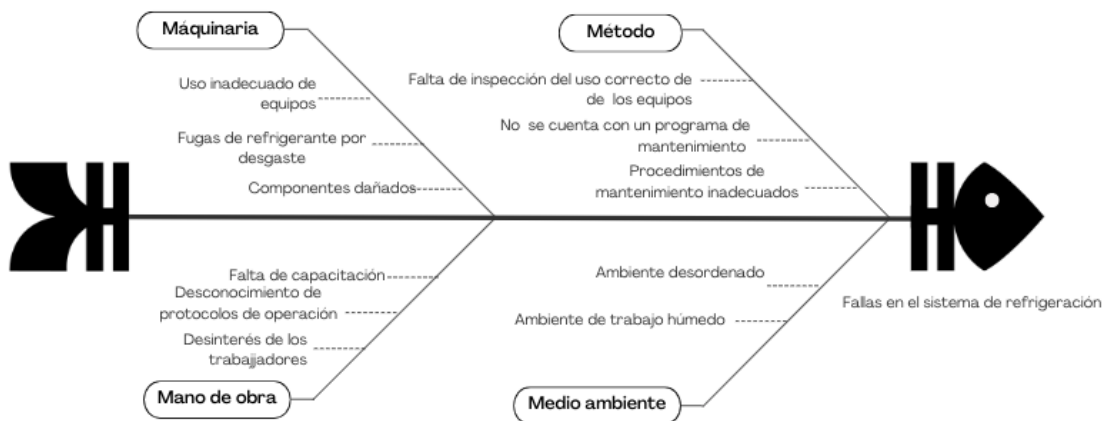 Máquinaria
Uso inadecuado de
equipos
Fugas de refrigerante por
desgaste
Componentes dañados
Método
Falta de inspección del uso correcto de
de los equipos
No se cuenta con un programa de
mantenimiento
Procedimientos de
mantenimiento inadecuados
Falta de capacitación
Desconocimiento de
protocolos de operación
Desinterés de los
trabajjadores
Mano de obra
Ambiente desordenado
Ambiente de trabajo húmedo
Medio ambiente
Fallas en el sistema de refrigeración